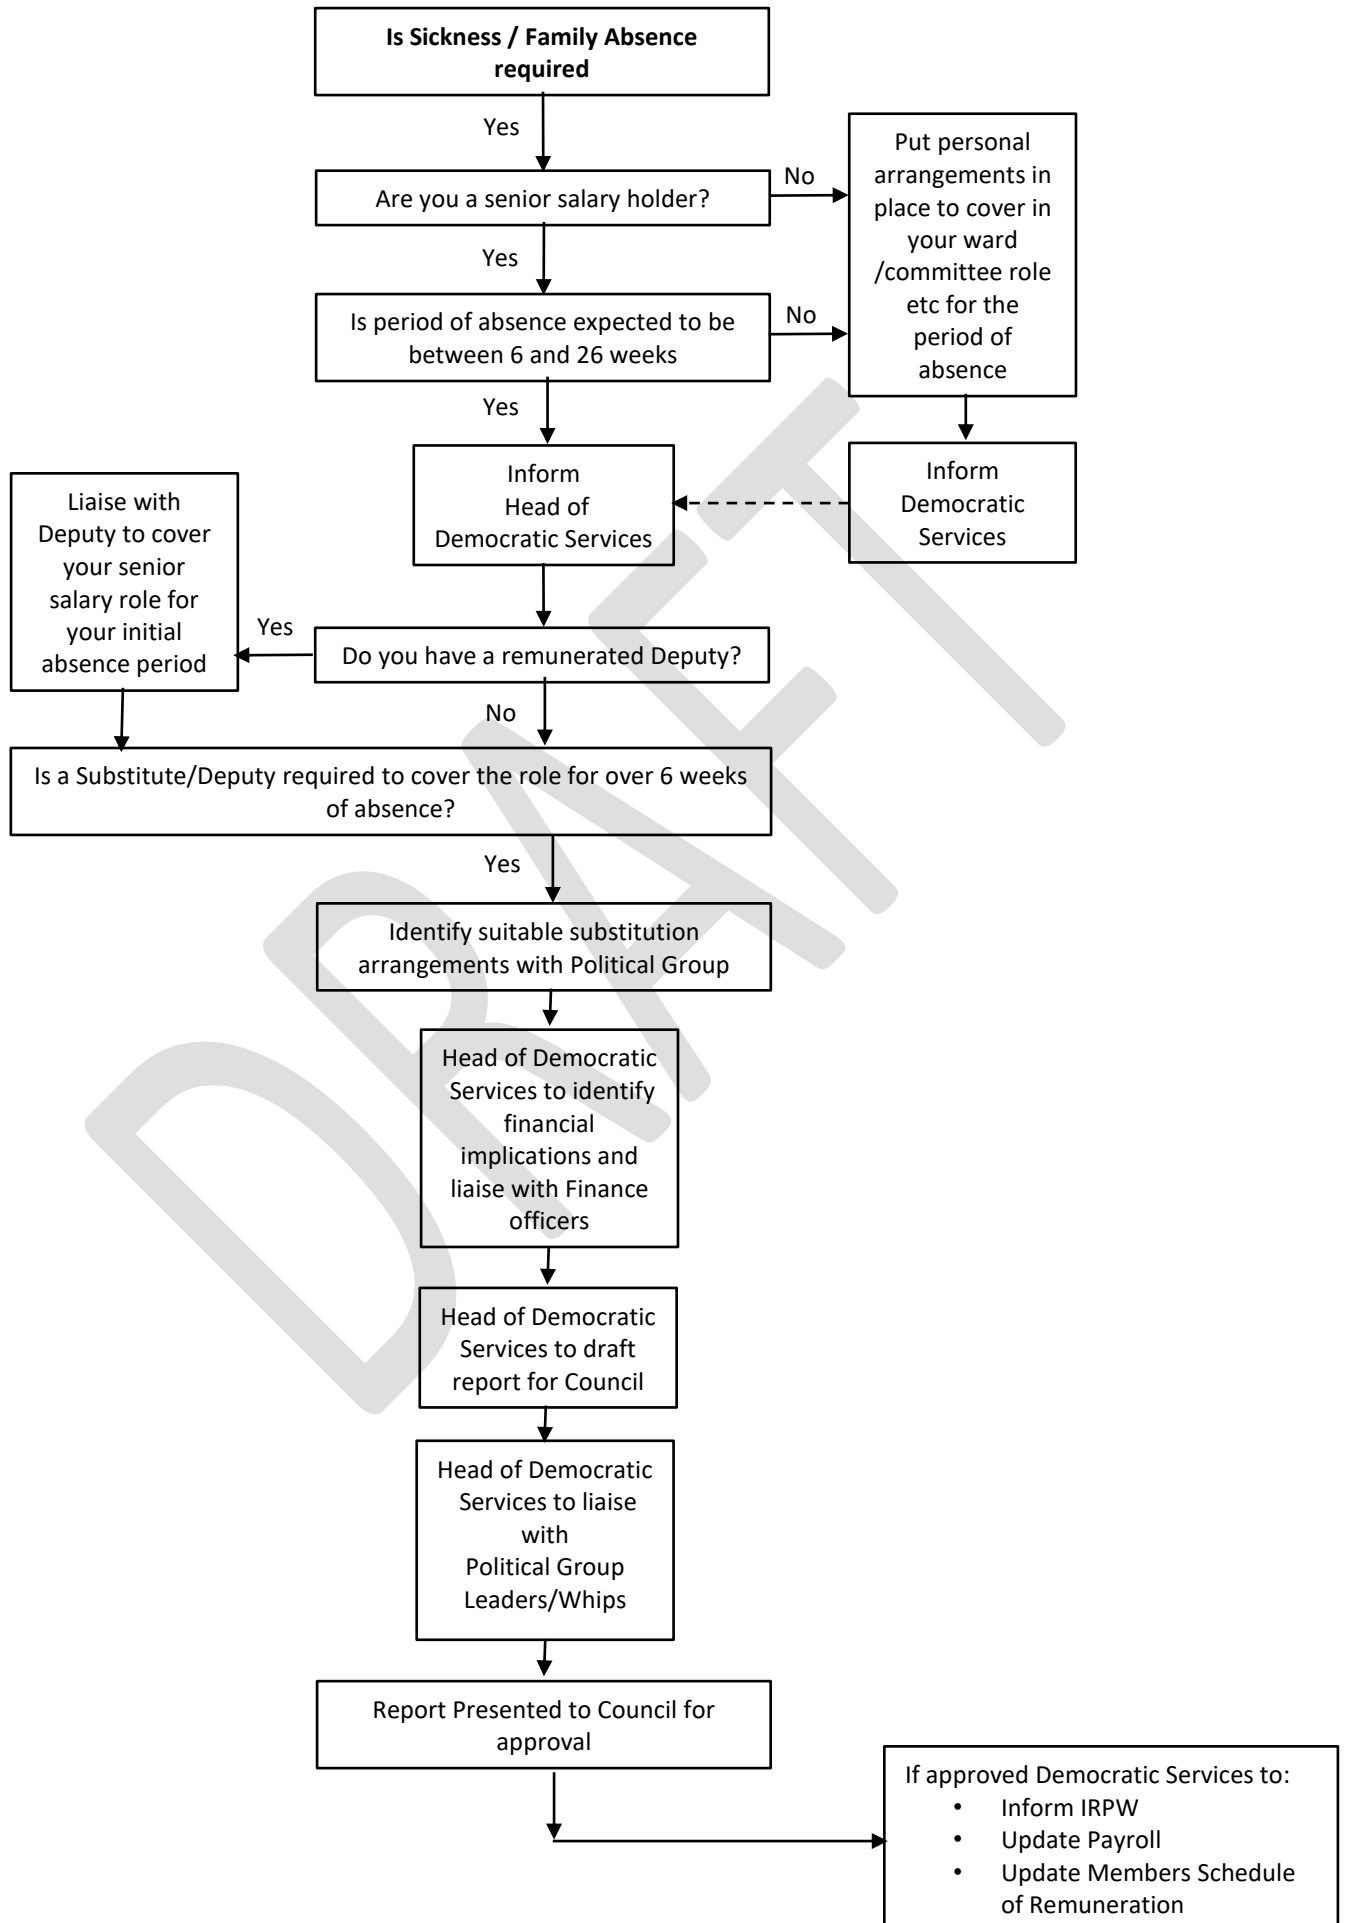 Is Sickness / Family Absence
required
Yes
Are you a senior salary holder?
No
Put personal
arrangements in
place to cover in
your ward
/committee role
etc for the
period of
absence
Yes
Is period of absence expected to be
between 6 and 26 weeks
No
Yes
Inform
Head of
Democratic Services
Inform
Democratic
Services
Liaise with
Deputy to cover
your senior
salary role for
your initial
absence period
Yes
Do you have a remunerated Deputy?
No
Is a Substitute/Deputy required to cover the role for over 6 weeks
of absence?
Yes
Identify suitable substitution
arrangements with Political Group
Head of Democratic
Services to identify
financial
implications and
liaise with Finance
officers
Head of Democratic
Services to draft
report for Council
Head of Democratic
Services to liaise
with
Political Group
Leaders/Whips
Report Presented to Council for
approval
If approved Democratic Services to:
• Inform IRPW
• Update Payroll
• Update Members Schedule
of Remuneration
DRAFT